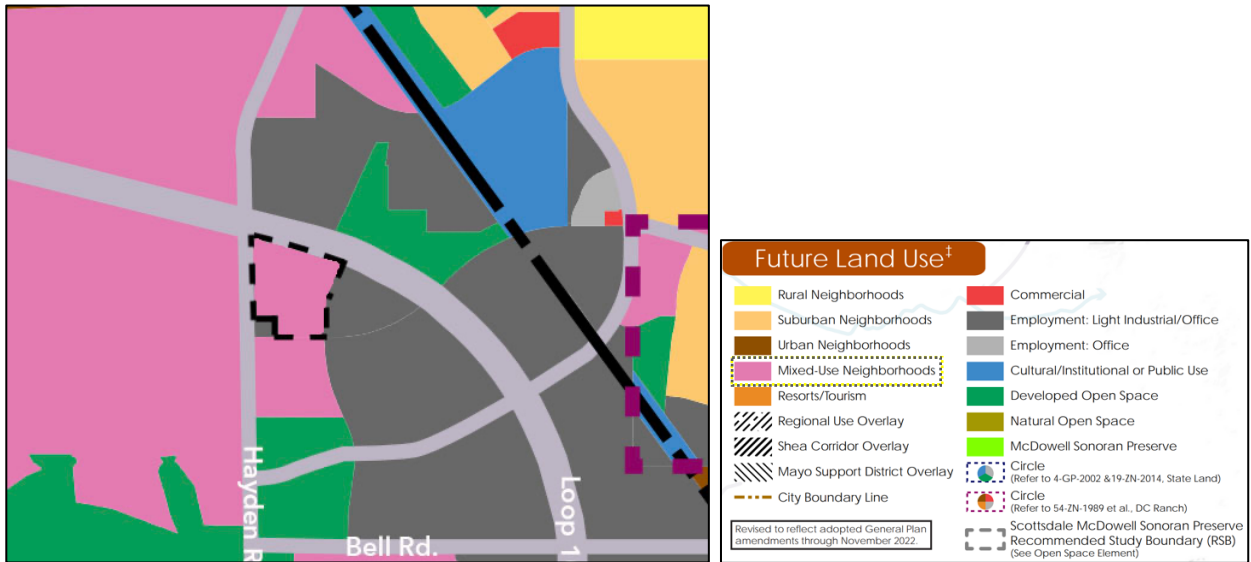 Hayden R
Loop 1
Bell Rd.
Future Land Use‡
Rural Neighborhoods
Suburban Neighborhoods
Urban Neighborhoods
Mixed-Use Neighborhoods
Resorts/Tourism
Regional Use Overlay
Shea Corridor Overlay
Mayo Support District Overlay
City Boundary Line
Revised to reflect adopted General Plan
amendments through November 2022.
Commercial
Employment: Light Industrial/Office
Employment: Office
Cultural/Institutional or Public Use
Developed Open Space
Natural Open Space
McDowell Sonoran Preserve
Circle
(Refer to 4-GP-2002 &19-ZN-2014, State Land)
Circle
(Refer to 54-ZN-1989 et al., DC Ranch)
Scottsdale McDowell Sonoran Preserve
Recommended Study Boundary (RSB)
(See Open Space Element)